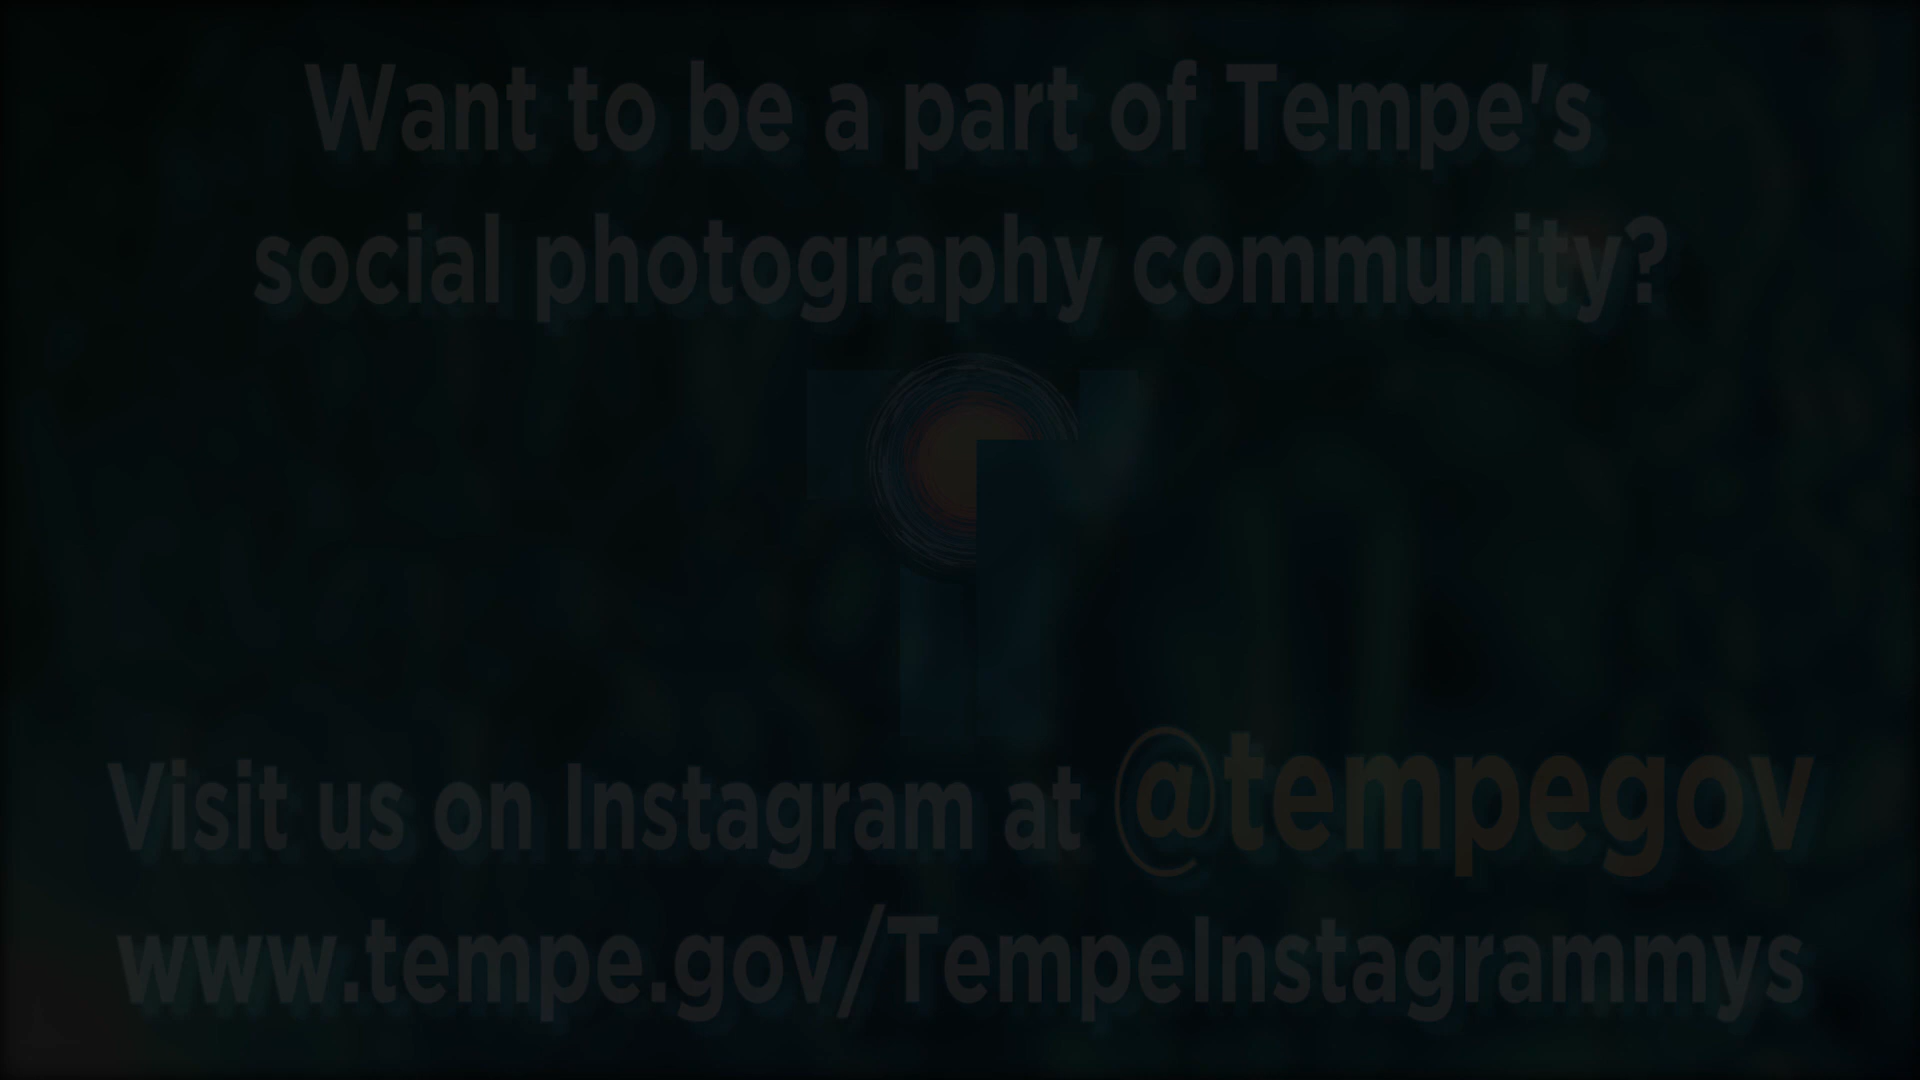 Want to be a part of Tempe's
social photography community?
Visit us on Instagram at @tempegov
www.tempe.gov/TempeInstagrammys